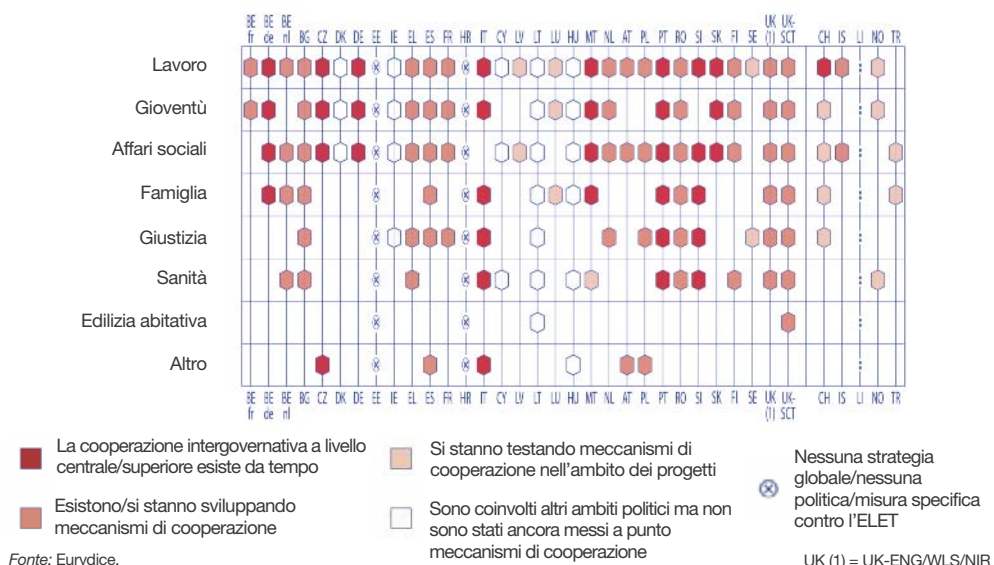 BE fr BE de BE nl BG CZ DK DE EE IE EL ES FR HR IT CY LV LT LU HU MT NL AT PL PT RO SI SK FI SE UK (1) UK-SCT CH IS LI NO TR
Lavoro
Gioventù
Affari sociali
Famiglia
Giustizia
Sanità
Edilizia abitativa
Altro
BE fr BE de BE nl BG CZ DK DE EE IE EL ES FR HR IT CY LV LT LU HU MT NL AT PL PT RO SI SK FI SE UK (1) UK-SCT CH IS LI NO TR
La cooperazione intergovernativa a livello
centrale/superiore esiste da tempo
Esistono/si stanno sviluppando
meccanismi di cooperazione
Si stanno testando meccanismi di
cooperazione nell'ambito dei progetti
Sono coinvolti altri ambiti politici ma non
sono stati ancora messi a punto
meccanismi di cooperazione
Nessuna strategia
globale/nessuna
politica/misura specifica
contro l'ELET
Fonte: Eurydice.
UK (1) = UK-ENG/WLS/NIR